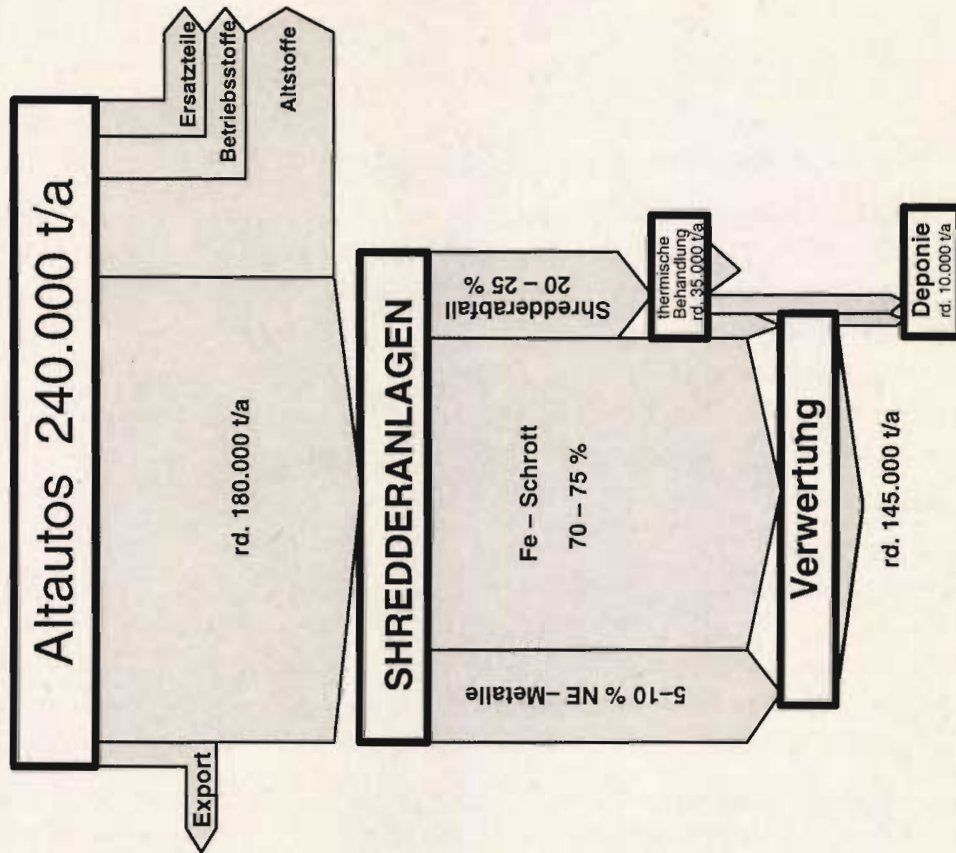 Altautos 240.000 t/a
Export
Ersatzteile
Betriebsstoffe
Altstoffe
rd. 180.000 t/a
SHREDDERANLAGEN
5–10 % NE – Metalle
Fe – Schrott
70 – 75 %
Shredderabfall
20 – 25 %
thermische
Behandlung
rd. 35.000 t/a
Verwertung
rd. 145.000 t/a
Deponie
rd. 10.000 t/a